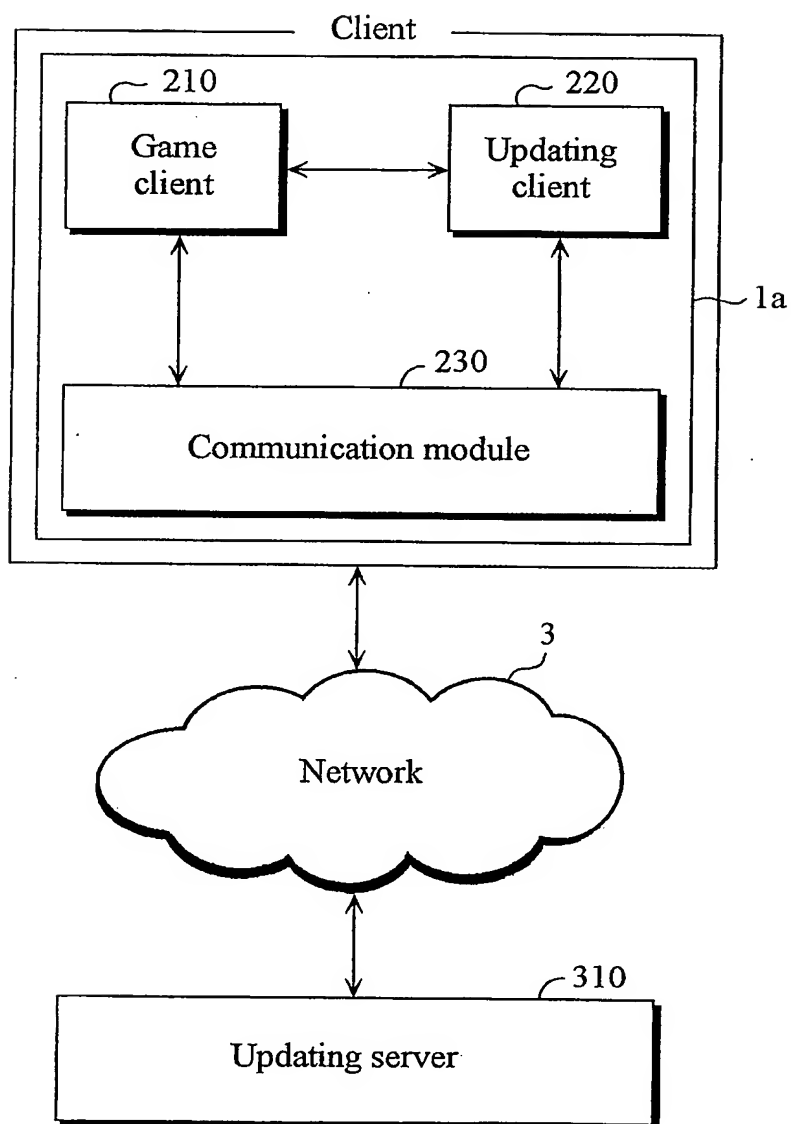 Client
210
220
Game
client
Updating
client
1a
230
Communication module
3
Network
310
Updating server